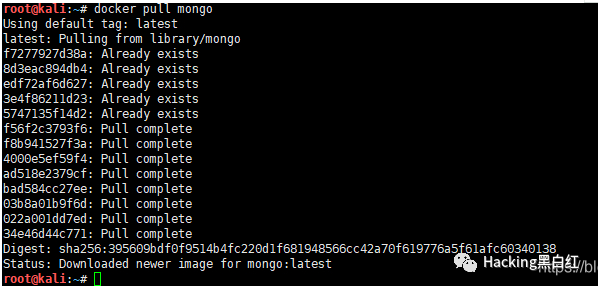 root@kali:~# docker pull mongo
Using default tag: latest
latest: Pulling from library/mongo
f7277927d38a: Already exists
8d3eac894db4: Already exists
edf72af6d627: Already exists
3e4f86211d23: Already exists
5747135f14d2: Already exists
f56f2c3793f6: Pull complete
f8b941527f3a: Pull complete
4000e5ef59f4: Pull complete
ad518e2379cf: Pull complete
bad584cc27ee: Pull complete
03b8a01b9f6d: Pull complete
022a001dd7ed: Pull complete
34e46d44c771: Pull complete
Digest: sha256:395609bdf0f9514b4fc220d1f681948566cc42a70f619776a5f61afc60340138
Status: Downloaded newer image for mongo:latest
root@kali:~#
Hacking黑白红
https://blo